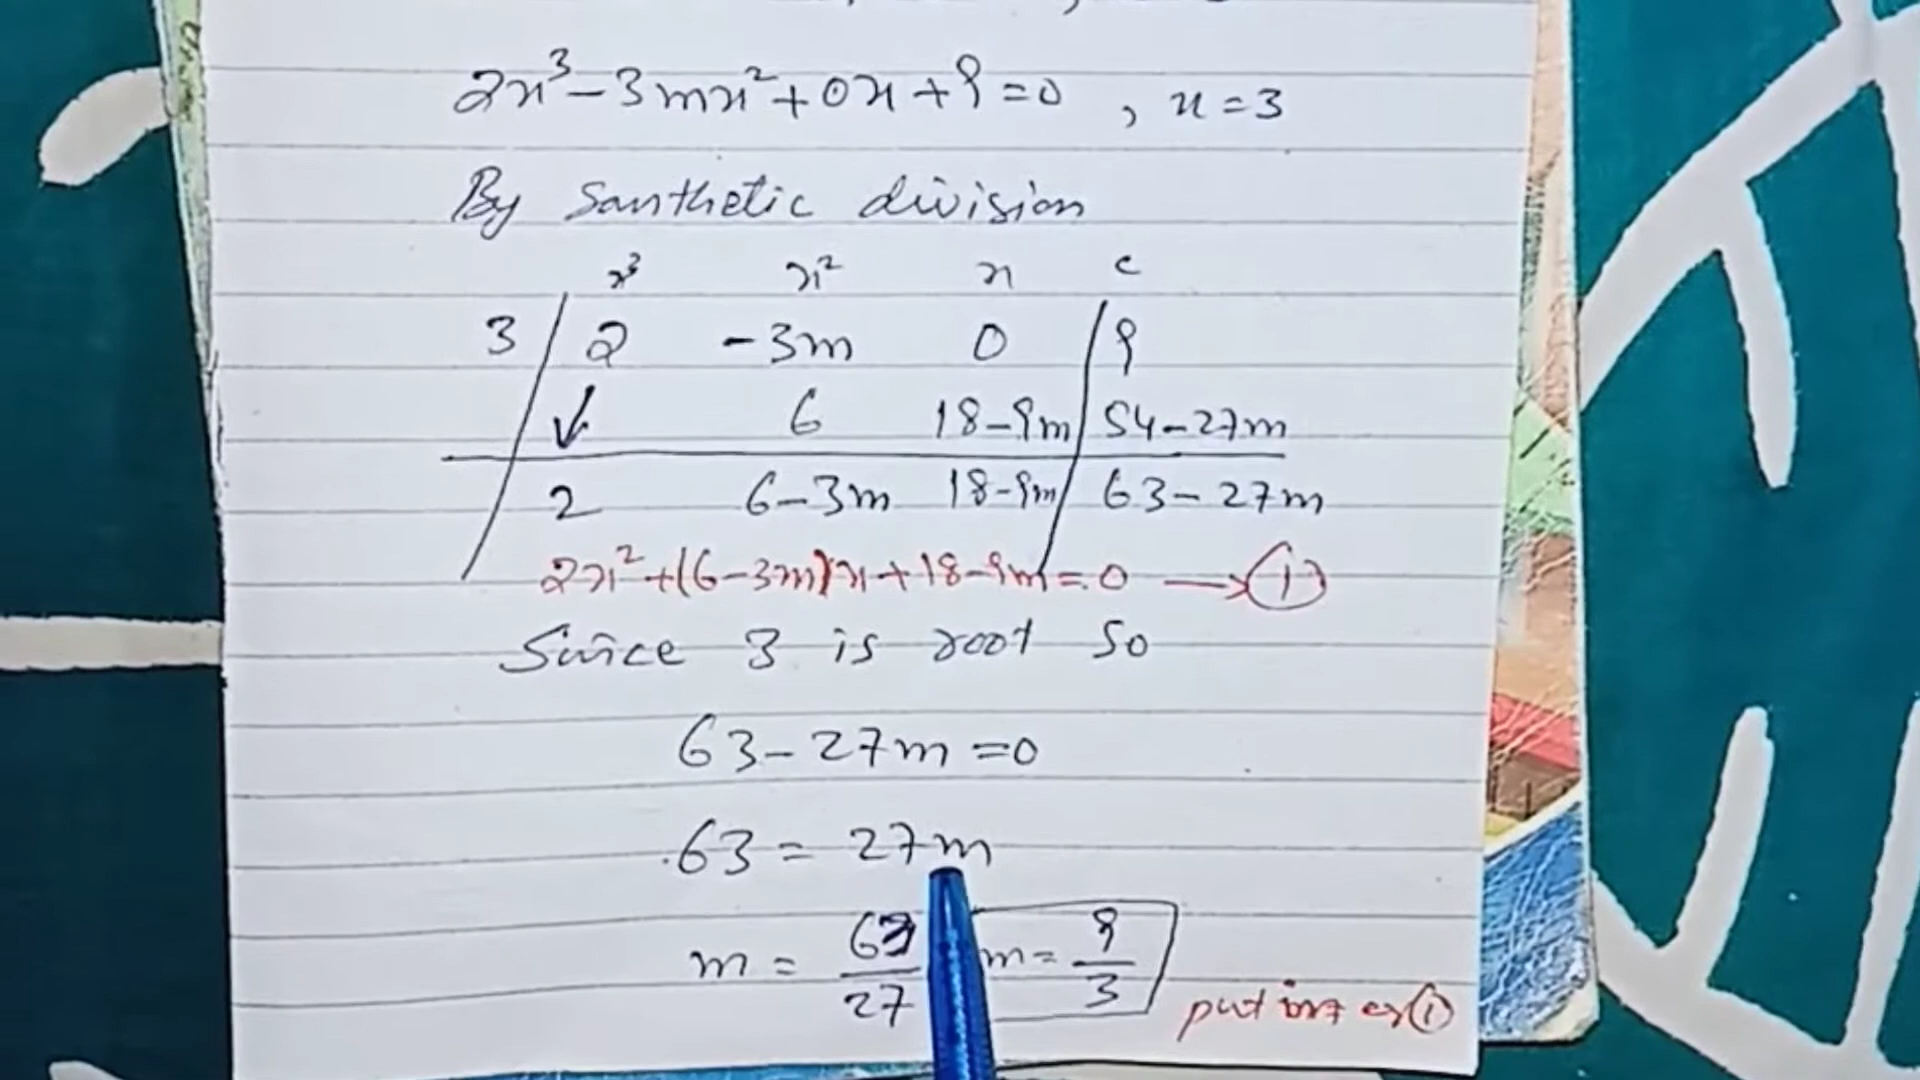 2x³-3mx²+0x+9=0 , x=3
By Santhetic division
x³ x² x c
3 2 -3m 0 9
6 18-9m 54-27m
2 6-3m 18-9m 63-27m
2x²+(6-3m)x+18-9m=0 → ①
Since 3 is root So
63-27m=0
63 = 27m
m = 63/27 m = 9/3
put in ①